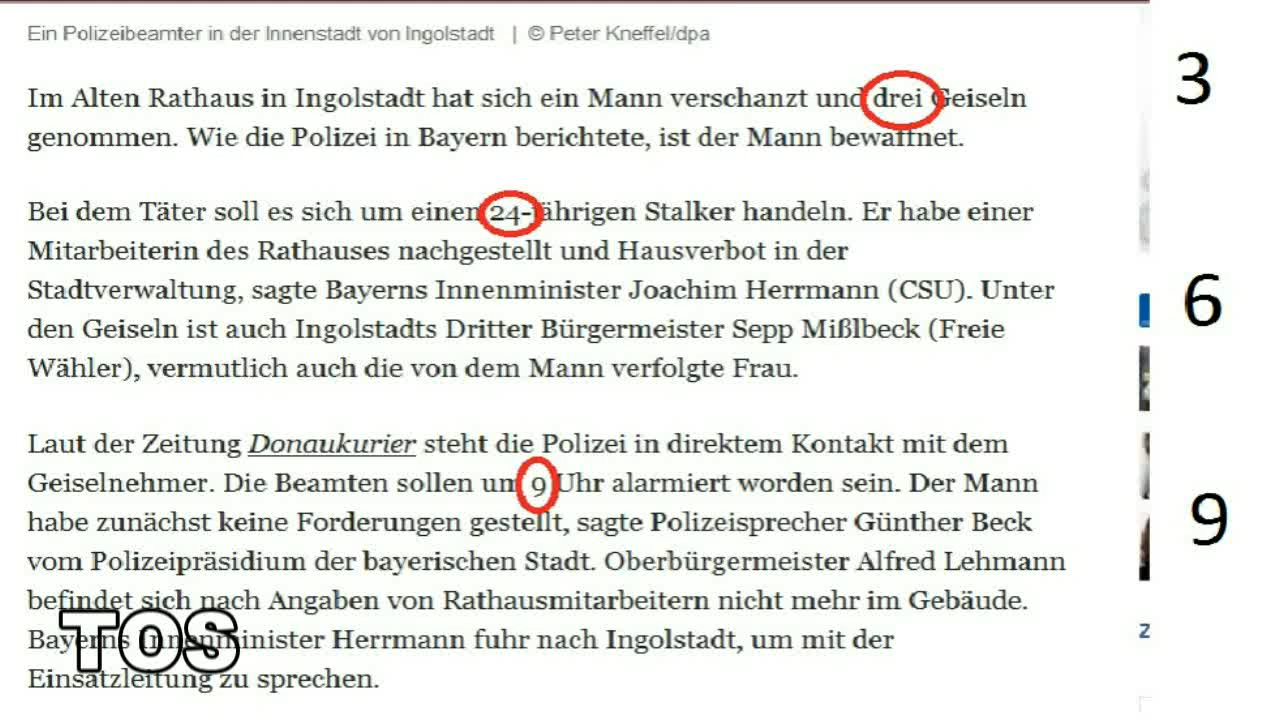 Ein Polizeibeamter in der Innenstadt von Ingolstadt | © Peter Kneffel/dpa
3
Im Alten Rathaus in Ingolstadt hat sich ein Mann verschanzt und drei Geiseln
genommen. Wie die Polizei in Bayern berichtete, ist der Mann bewaffnet.
Bei dem Täter soll es sich um einen 24-jährigen Stalker handeln. Er habe einer
Mitarbeiterin des Rathauses nachgestellt und Hausverbot in der
Stadtverwaltung, sagte Bayerns Innenminister Joachim Herrmann (CSU). Unter
6
den Geiseln ist auch Ingolstadts Dritter Bürgermeister Sepp Mißlbeck (Freie
Wähler), vermutlich auch die von dem Mann verfolgte Frau.
Laut der Zeitung Donaukurier steht die Polizei in direktem Kontakt mit dem
Geiselnehmer. Die Beamten sollen um 9 Uhr alarmiert worden sein. Der Mann
habe zunächst keine Forderungen gestellt, sagte Polizeisprecher Günther Beck
9
vom Polizeipräsidium der bayerischen Stadt. Oberbürgermeister Alfred Lehmann
befindet sich nach Angaben von Rathausmitarbeitern nicht mehr im Gebäude.
Bayerns Innenminister Herrmann fuhr nach Ingolstadt, um mit der
Z
TOS
Einsatzleitung zu sprechen.